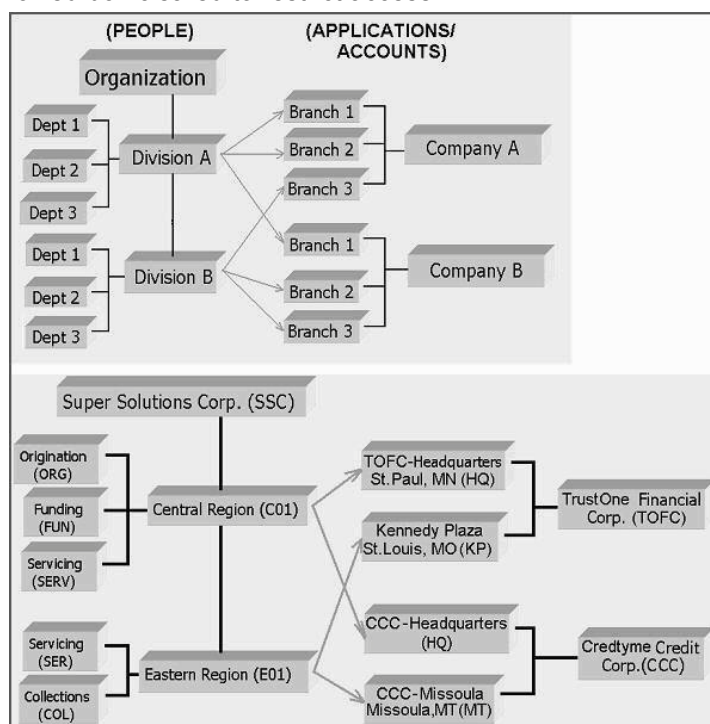 (PEOPLE)
(APPLICATIONS/
ACCOUNTS)
Organization
Dept 1
Dept 2
Dept 3
Division A
Dept 1
Dept 2
Dept 3
Division B
Branch 1
Branch 2
Branch 3
Company A
Branch 1
Branch 2
Branch 3
Company B
Super Solutions Corp. (SSC)
Origination
(ORG)
Funding
(FUN)
Servicing
(SERV)
Central Region (C01)
Servicing
(SER)
Collections
(COL)
Eastern Region (E01)
TOFC-Headquarters
St.Paul, MN (HQ)
Kennedy Plaza
St.Louis, MO (KP)
TrustOne Financial
Corp. (TOFC)
CCC-Headquarters
(HQ)
CCC-Missoula
Missoula,MT (MT)
Credtyme Credit
Corp.(CCC)